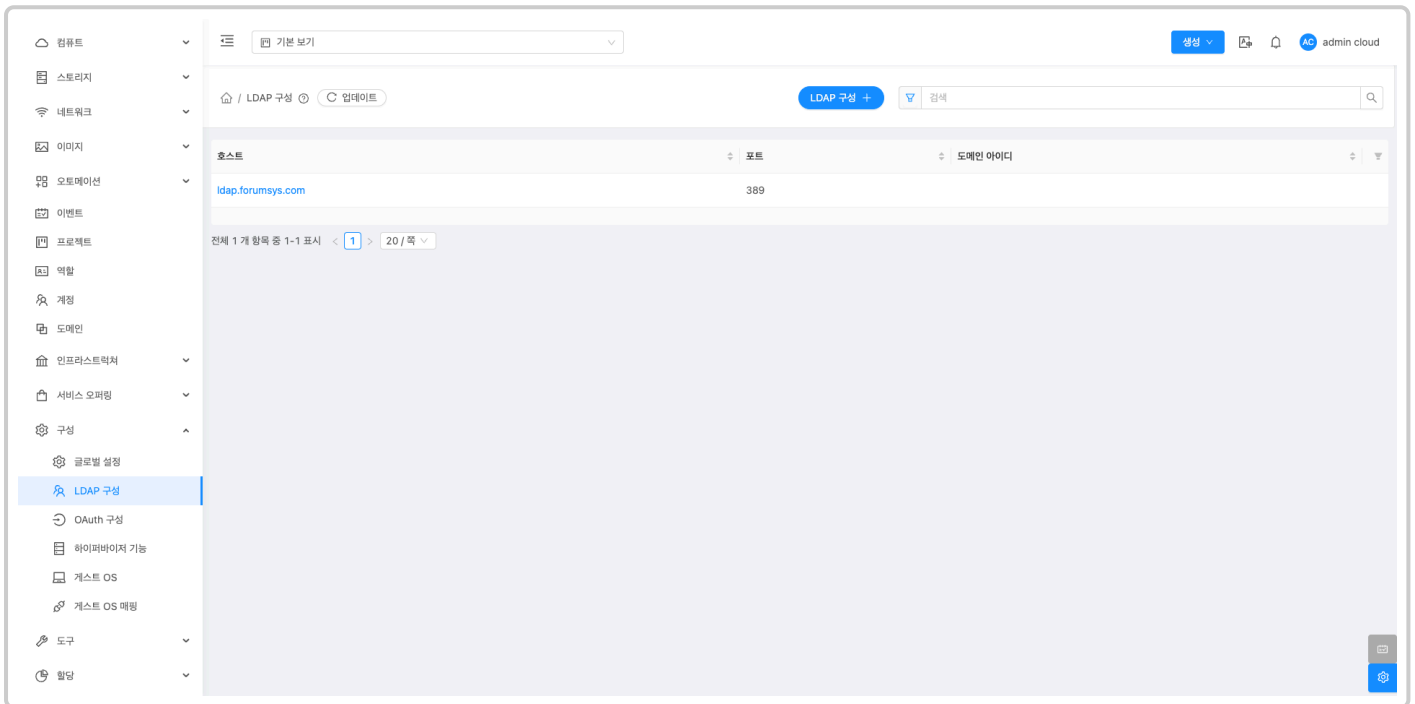 컴퓨트
스토리지
네트워크
이미지
오토메이션
이벤트
프로젝트
역할
계정
도메인
인프라스트럭쳐
서비스 오퍼링
구성
글로벌 설정
LDAP 구성
OAuth 구성
하이퍼바이저 기능
게스트 OS
게스트 OS 매핑
도구
할당
기본 보기
생성
AC admin cloud
/ LDAP 구성 업데이트
LDAP 구성 +
검색
호스트 포트 도메인 아이디
ldap.forumsys.com 389
전체 1 개 항목 중 1-1 표시 < 1 > 20 / 쪽